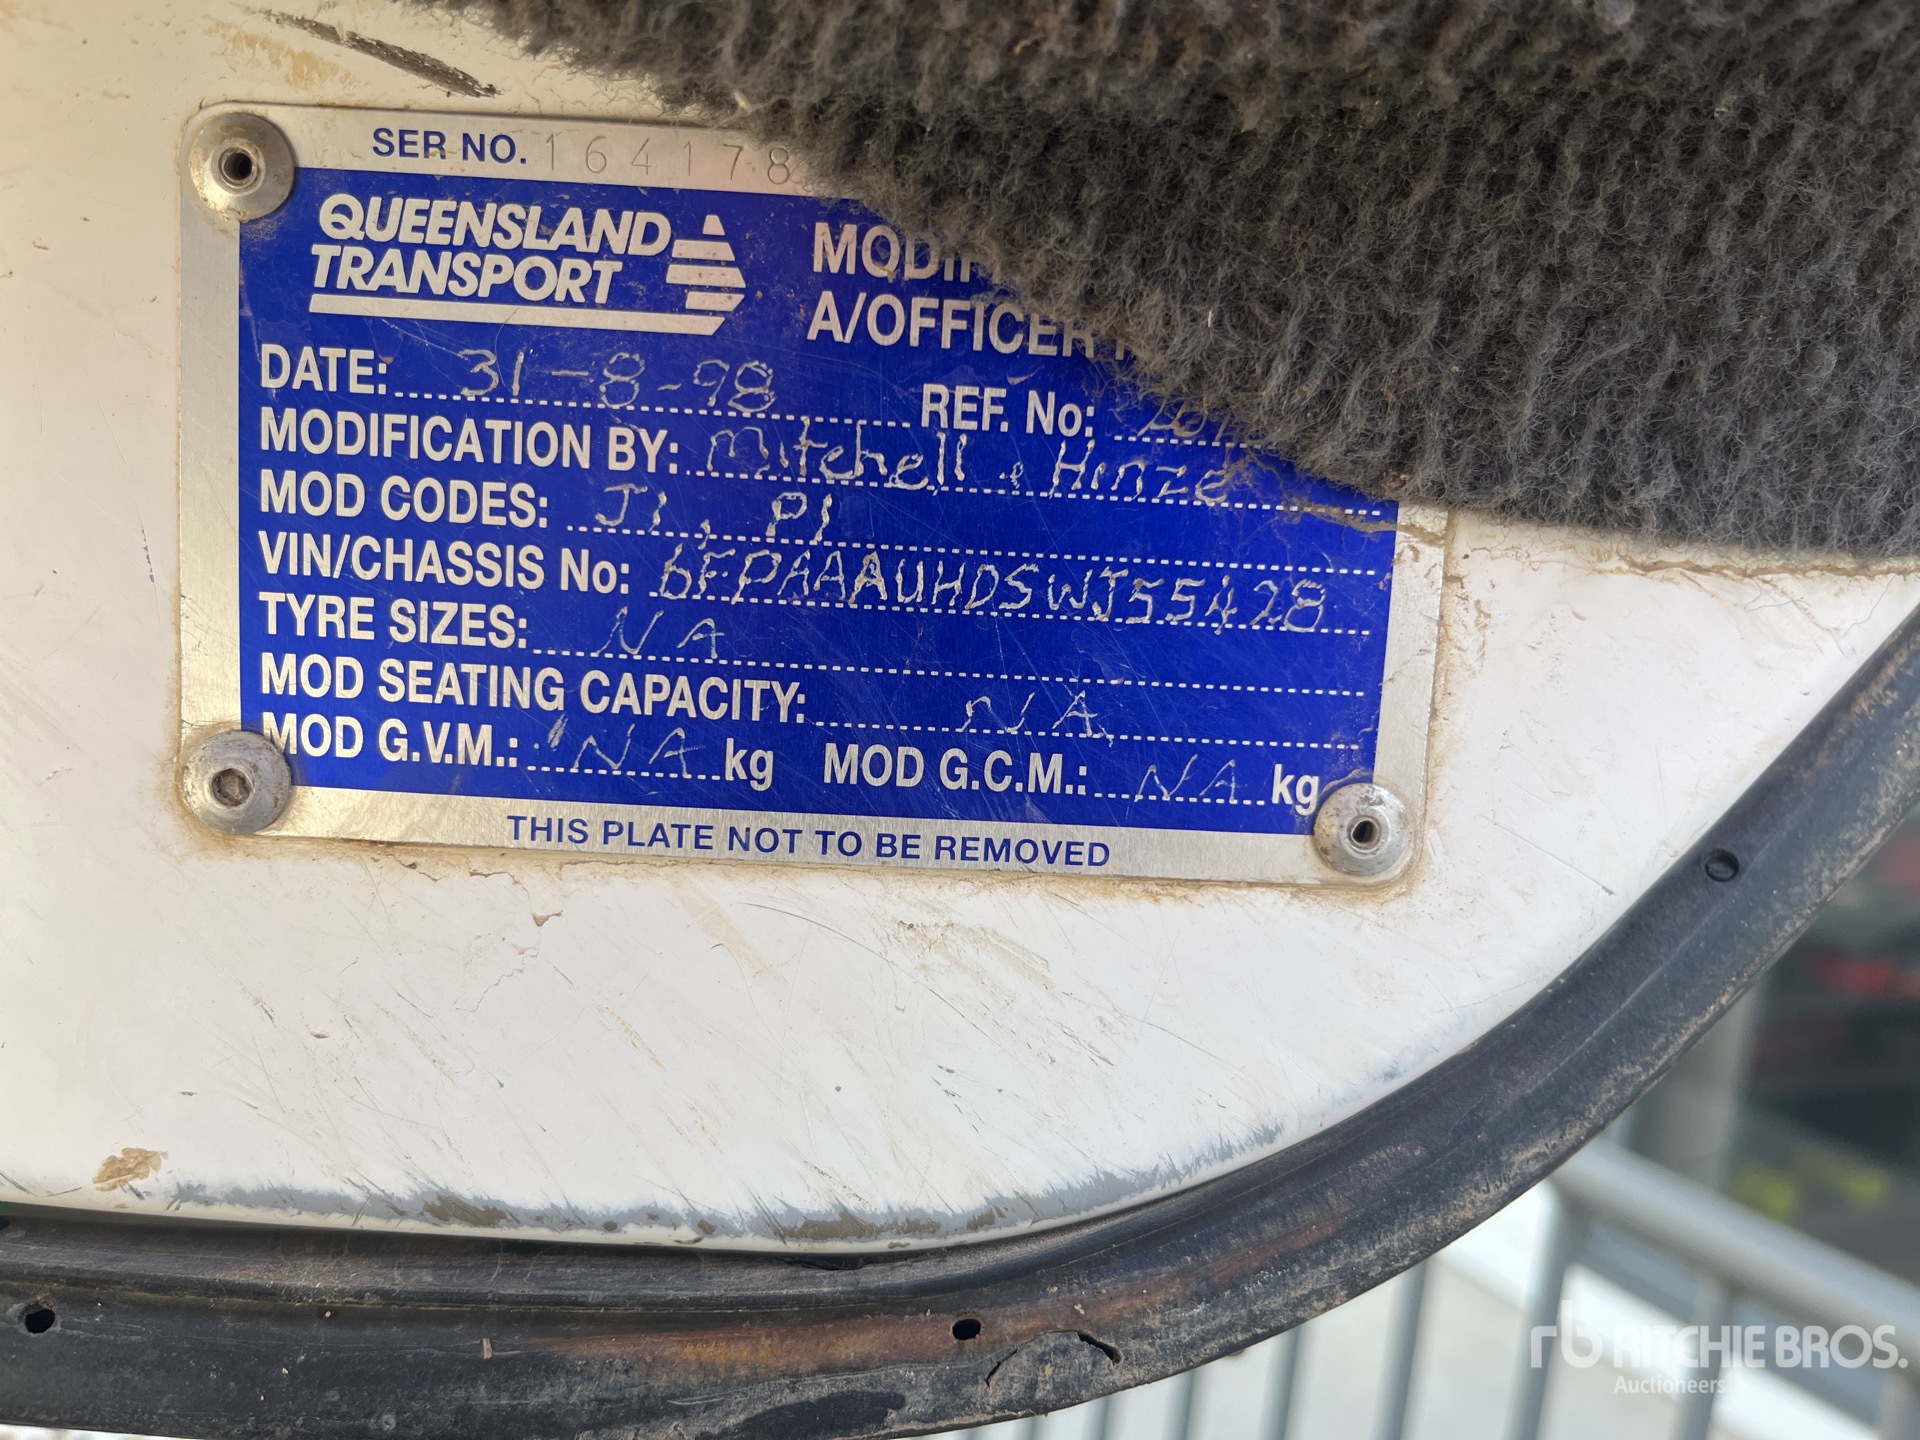 SER NO. 164178
QUEENSLAND
TRANSPORT
A/OFFICER
DATE: 31-8-98 REF. No:
MODIFICATION BY: Mitchell & Hinze
MOD CODES: J1, P1
VIN/CHASSIS No: 6FPAAAAUHDSWJ55428
TYRE SIZES: NA
MOD SEATING CAPACITY: NA
MOD G.V.M.: NA kg MOD G.C.M.: NA kg
THIS PLATE NOT TO BE REMOVED
rb RITCHIE BROS.
Auctioneers